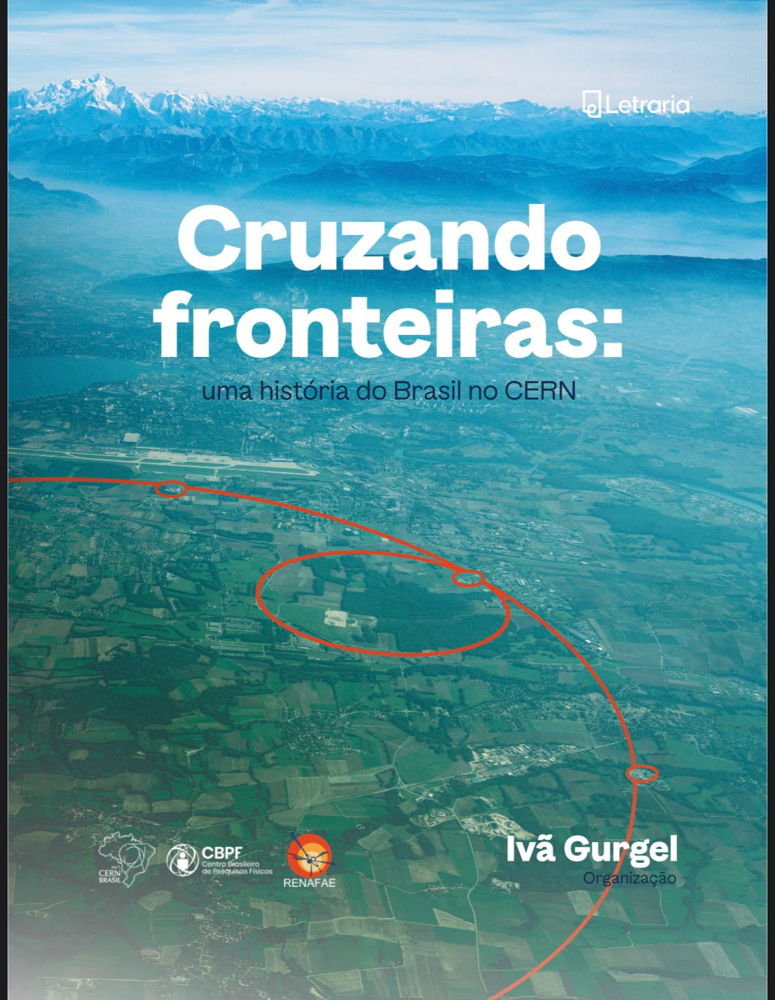 Letraria
Cruzando
fronteiras:
uma história do Brasil no CERN
INCT
CERN
BRASIL
CBPF
Centro Brasileiro
de Pesquisas Físicas
RENAFAE
Ivã Gurgel
Organização